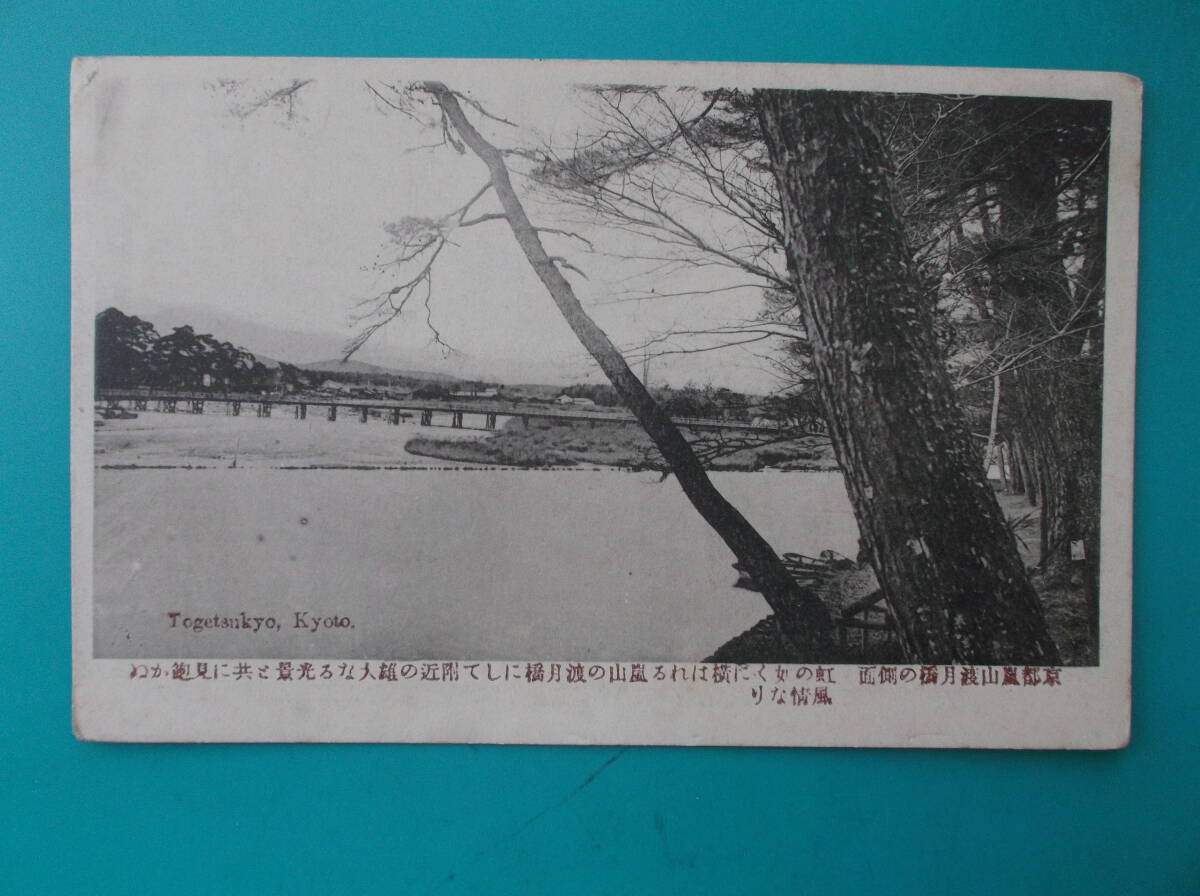 Togetsukyo, Kyoto.
京都嵐山渡月橋の側面　虹の如くに横はれる嵐山の渡月橋にして附近の雄大なる光景と共に見飽かぬ
風情なり